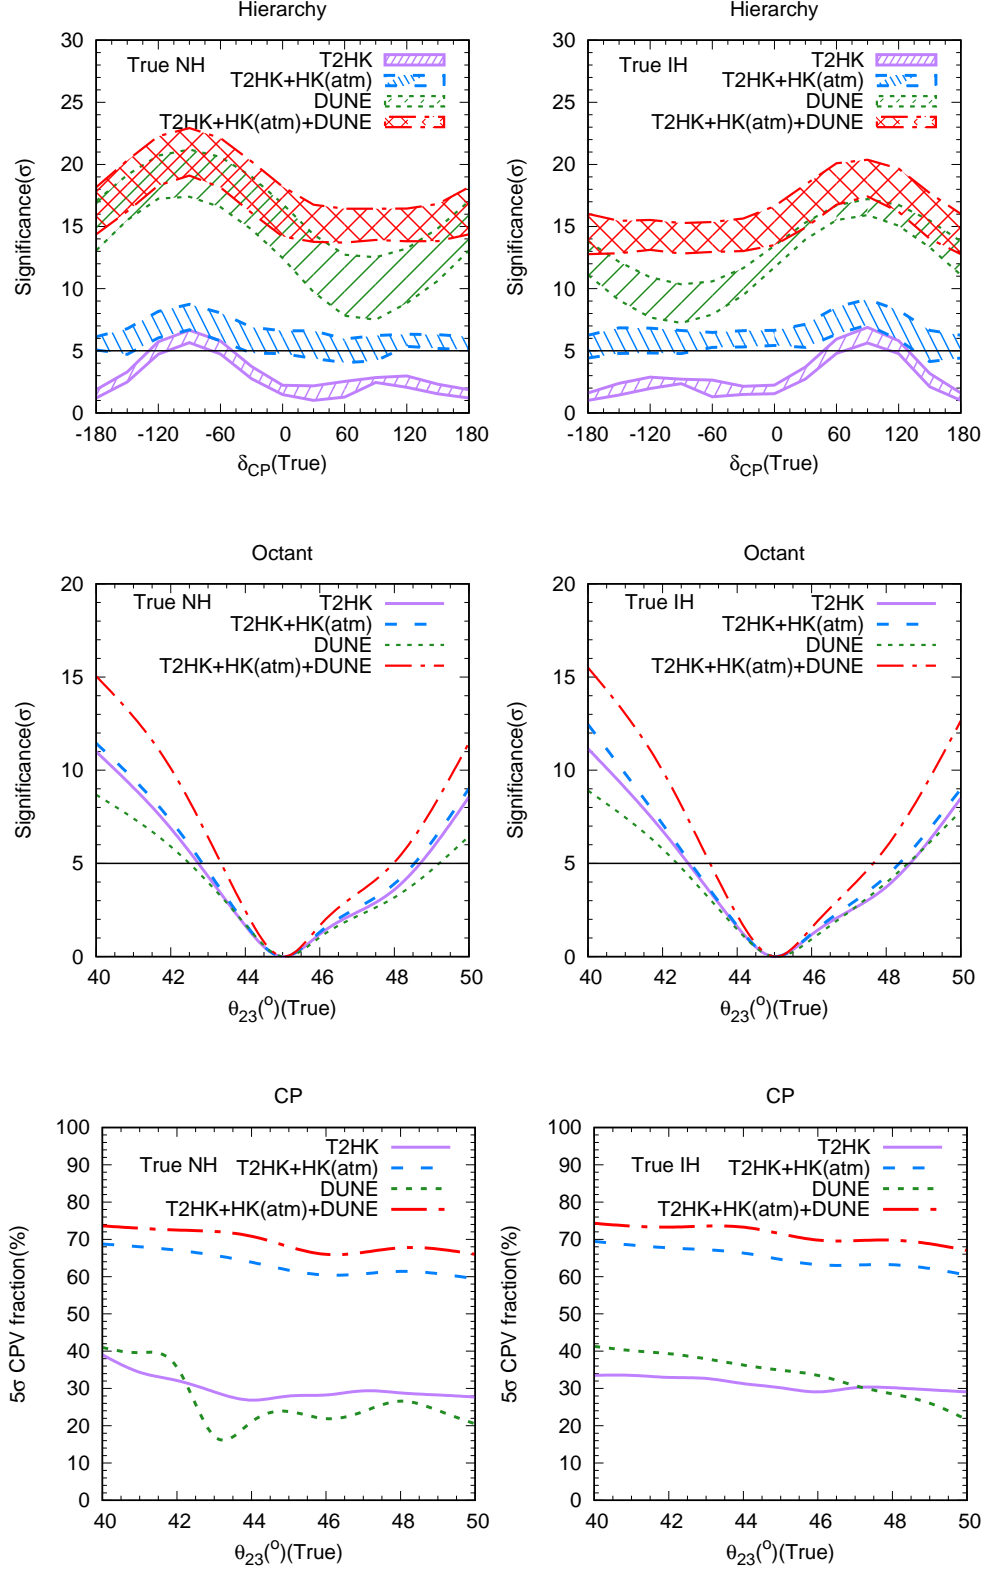 Hierarchy
True NH
T2HK
T2HK+HK(atm)
DUNE
T2HK+HK(atm)+DUNE
Significance(σ)
30
25
20
15
10
5
0
-180 -120 -60 0 60 120 180
δCP(True)
Hierarchy
True IH
T2HK
T2HK+HK(atm)
DUNE
T2HK+HK(atm)+DUNE
Significance(σ)
30
25
20
15
10
5
0
-180 -120 -60 0 60 120 180
δCP(True)
Octant
True NH
T2HK
T2HK+HK(atm)
DUNE
T2HK+HK(atm)+DUNE
Significance(σ)
20
15
10
5
0
40 42 44 46 48 50
θ23(o)(True)
Octant
True IH
T2HK
T2HK+HK(atm)
DUNE
T2HK+HK(atm)+DUNE
Significance(σ)
20
15
10
5
0
40 42 44 46 48 50
θ23(o)(True)
CP
True NH
T2HK
T2HK+HK(atm)
DUNE
T2HK+HK(atm)+DUNE
5σ CPV fraction(%)
100
90
80
70
60
50
40
30
20
10
0
40 42 44 46 48 50
θ23(o)(True)
CP
True IH
T2HK
T2HK+HK(atm)
DUNE
T2HK+HK(atm)+DUNE
5σ CPV fraction(%)
100
90
80
70
60
50
40
30
20
10
0
40 42 44 46 48 50
θ23(o)(True)